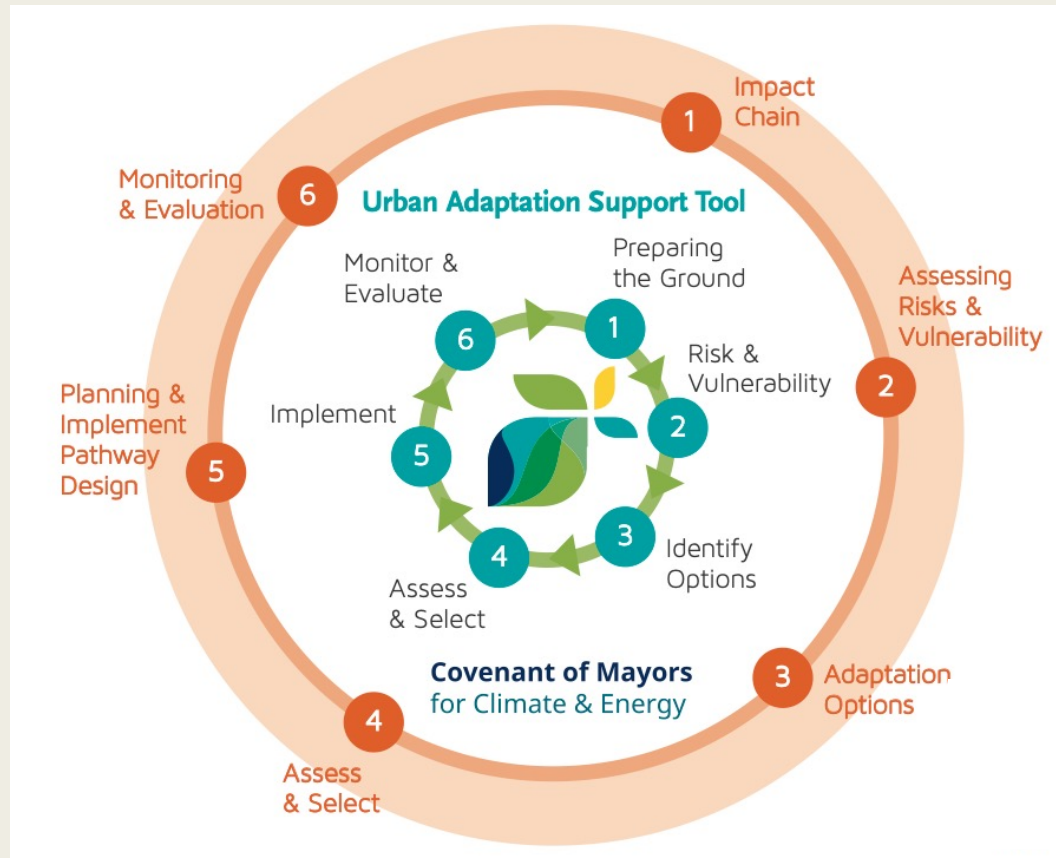 1
Impact
Chain
6
Monitoring
& Evaluation
Urban Adaptation Support Tool
Monitor &
Evaluate
Preparing
the Ground
6
1
Assessing
Risks &
Vulnerability
Risk &
Vulnerability
2
2
Implement
5
Planning &
Implement
Pathway
Design
5
3
Identify
Options
4
Assess
& Select
Covenant of Mayors
for Climate & Energy
3
Adaptation
Options
4
Assess
& Select